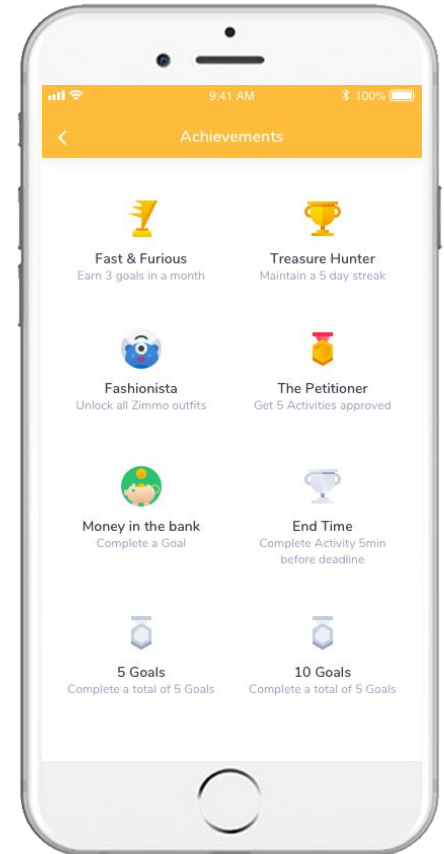 9:41 AM
100%
Achievements
Fast & Furious
Earn 3 goals in a month
Treasure Hunter
Maintain a 5 day streak
Fashionista
Unlock all Zimmo outfits
The Petitioner
Get 5 Activities approved
Money in the bank
Complete a Goal
End Time
Complete Activity 5min
before deadline
5 Goals
Complete a total of 5 Goals
10 Goals
Complete a total of 5 Goals